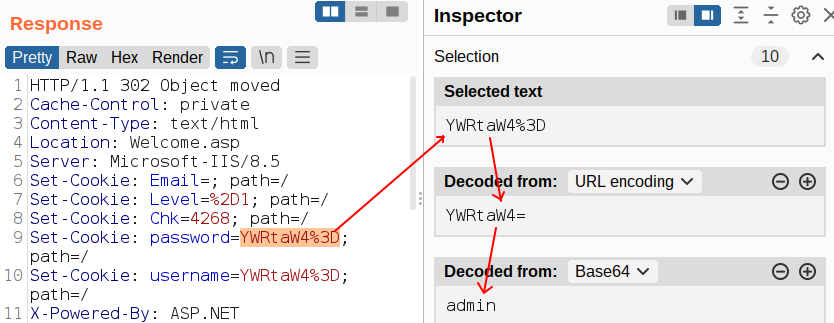 Response
Pretty Raw Hex Render \n
1 HTTP/1.1 302 Object moved
2 Cache-Control: private
3 Content-Type: text/html
4 Location: Welcome.asp
5 Server: Microsoft-IIS/8.5
6 Set-Cookie: Email=; path=/
7 Set-Cookie: Level=%2D1; path=/
8 Set-Cookie: Chk=4268; path=/
9 Set-Cookie: password=YWRtaW4%3D;
path=/
10 Set-Cookie: username=YWRtaW4%3D;
path=/
11 X-Powered-By: ASP.NET
Inspector
Selection 10
Selected text
YWRtaW4%3D
Decoded from: URL encoding
YWRtaW4=
Decoded from: Base64
admin